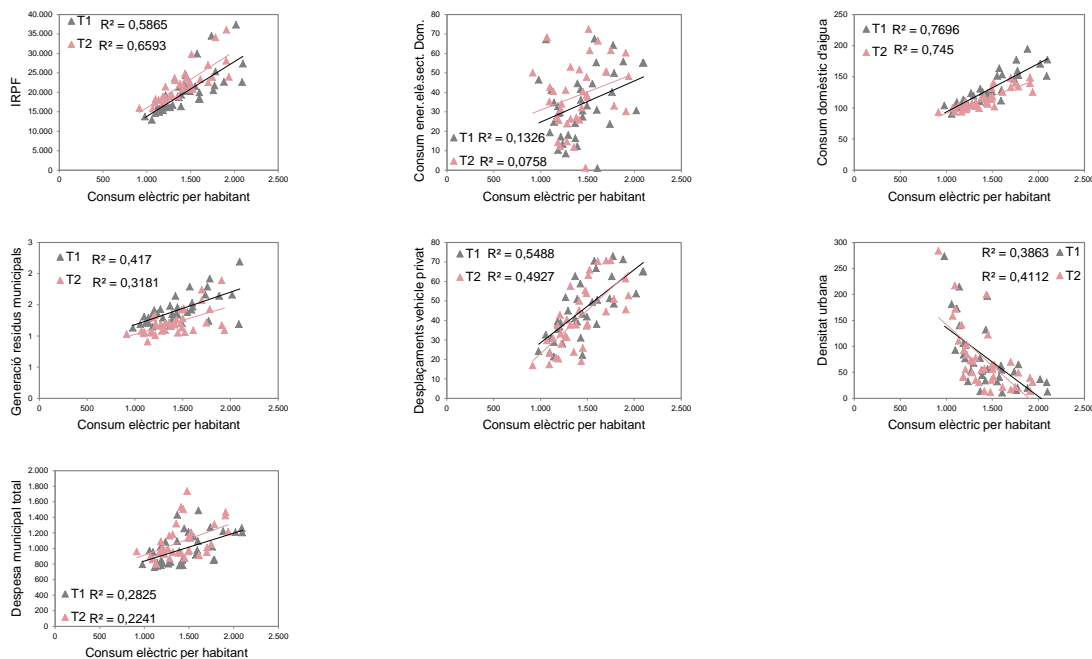 40.000
35.000
30.000
25.000
20.000
15.000
10.000
5.000
0
IRPF
T1 R² = 0,5865
T2 R² = 0,6593
0 500 1.000 1.500 2.000 2.500
Consum elèctric per habitant
80
70
60
50
40
30
20
10
0
Consum ener.elè.sect. Dom.
T1 R² = 0,1326
T2 R² = 0,0758
0 500 1.000 1.500 2.000 2.500
Consum elèctric per habitant
250
200
150
100
50
0
Consum domèstic d'aigua
T1 R² = 0,7696
T2 R² = 0,745
0 500 1.000 1.500 2.000 2.500
Consum elèctric per habitant
3
2
2
1
1
0
Generació residus municipals
T1 R² = 0,417
T2 R² = 0,3181
0 500 1.000 1.500 2.000 2.500
Consum elèctric per habitant
80
70
60
50
40
30
20
10
0
Desplaçaments vehicle privat
T1 R² = 0,5488
T2 R² = 0,4927
0 500 1.000 1.500 2.000 2.500
Consum elèctric per habitant
300
250
200
150
100
50
0
Densitat urbana
R² = 0,3863 T1
R² = 0,4112 T2
0 500 1.000 1.500 2.000 2.500
Consum elèctric per habitant
2.000
1.800
1.600
1.400
1.200
1.000
800
600
400
200
0
Despesa municipal total
T1 R² = 0,2825
T2 R² = 0,2241
0 500 1.000 1.500 2.000 2.500
Consum elèctric per habitant